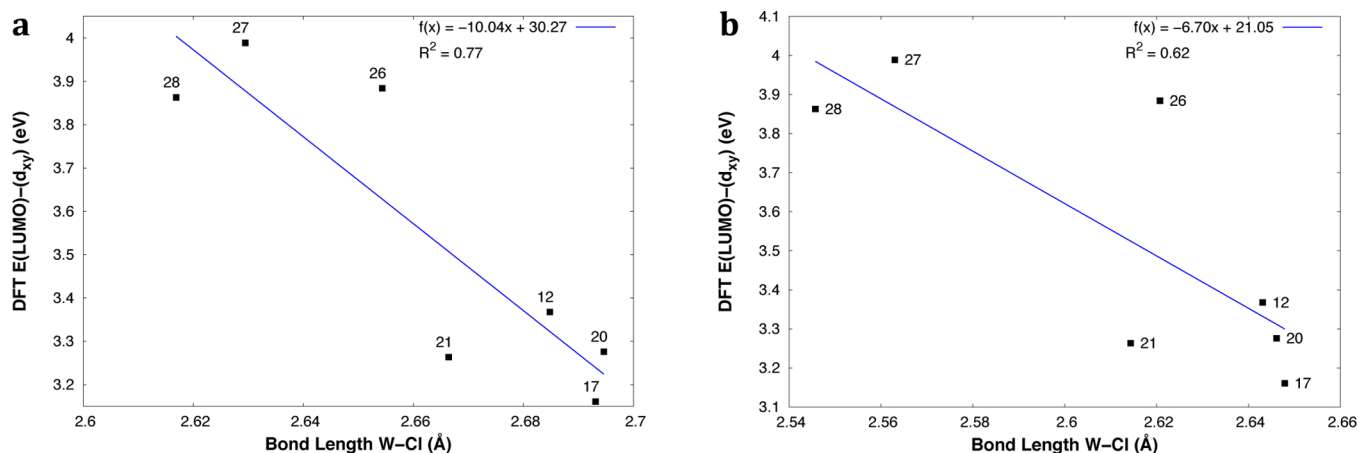 a
f(x) = −10.04x + 30.27
R² = 0.77
DFT E(LUMO)−(d_xy) (eV)
4
3.9
3.8
3.7
3.6
3.5
3.4
3.3
3.2
27
28
26
12
20
21
17
2.6 2.62 2.64 2.66 2.68 2.7
Bond Length W−Cl (Å)
b
f(x) = −6.70x + 21.05
R² = 0.62
DFT E(LUMO)−(d_xy) (eV)
4.1
4
3.9
3.8
3.7
3.6
3.5
3.4
3.3
3.2
3.1
27
28
26
12
20
21
17
2.54 2.56 2.58 2.6 2.62 2.64 2.66
Bond Length W−Cl (Å)